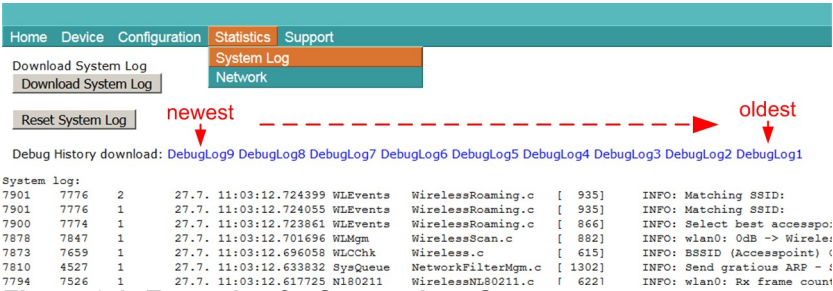 Home Device Configuration Statistics Support
System Log
Network
Download System Log
Download System Log
Reset System Log
newest
oldest
Debug History download: DebugLog9 DebugLog8 DebugLog7 DebugLog6 DebugLog5 DebugLog4 DebugLog3 DebugLog2 DebugLog1
System log:
7901 7776 2 27.7. 11:03:12.724399 WLEvents WirelessRoaming.c [ 935] INFO: Matching SSID:
7901 7776 1 27.7. 11:03:12.724055 WLEvents WirelessRoaming.c [ 935] INFO: Matching SSID:
7900 7774 1 27.7. 11:03:12.723861 WLEvents WirelessRoaming.c [ 866] INFO: Select best accesspoi
7878 7847 1 27.7. 11:03:12.701696 WLMgm WirelessScan.c [ 882] INFO: wlan0: 0dB -> Wireles
7873 7659 1 27.7. 11:03:12.696058 WLCChk Wireless.c [ 615] INFO: BSSID (Accesspoint)
7810 4527 1 27.7. 11:03:12.633832 SysQueue NetworkFilterMgm.c [ 1302] INFO: Send gratious ARP -
7794 7526 1 27.7. 11:03:12.617725 Nl80211 WirelessNL80211.c [ 622] INFO: wlan0: Rx frame count